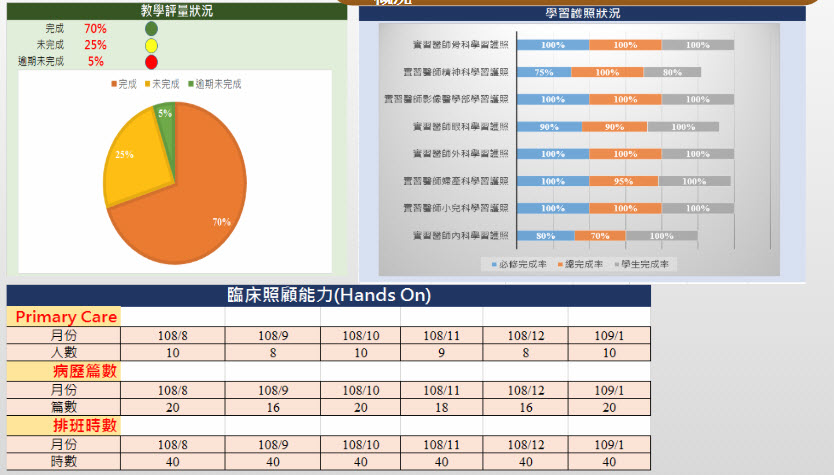 教學評量狀況
完成 70%
未完成 25%
逾期未完成 5%
完成 未完成 逾期未完成
5%
25%
70%
學習護照狀況
實習醫師骨科學習護照 100% 100% 100%
實習醫師精神科學習護照 75% 100% 80%
實習醫師影像醫學部學習護照 100% 100% 100%
實習醫師眼科學習護照 90% 90% 100%
實習醫師外科學習護照 100% 100% 100%
實習醫師婦產科學習護照 100% 95% 100%
實習醫師小兒科學習護照 100% 100% 100%
實習醫師內科學習護照 80% 70% 100%
必修完成率 總完成率 學生完成率
臨床照顧能力(Hands On)
Primary Care
月份 108/8 108/9 108/10 108/11 108/12 109/1
人數 10 8 10 9 8 10
病歷篇數
月份 108/8 108/9 108/10 108/11 108/12 109/1
篇數 20 16 20 18 16 20
排班時數
月份 108/8 108/9 108/10 108/11 108/12 109/1
時數 40 40 40 40 40 40